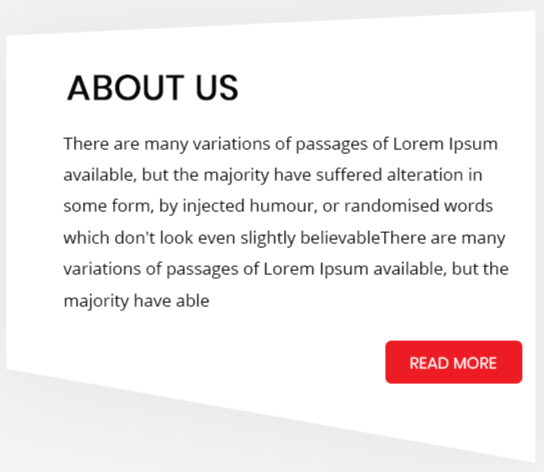 ABOUT US
There are many variations of passages of Lorem Ipsum
available, but the majority have suffered alteration in
some form, by injected humour, or randomised words
which don't look even slightly believableThere are many
variations of passages of Lorem Ipsum available, but the
majority have able
READ MORE